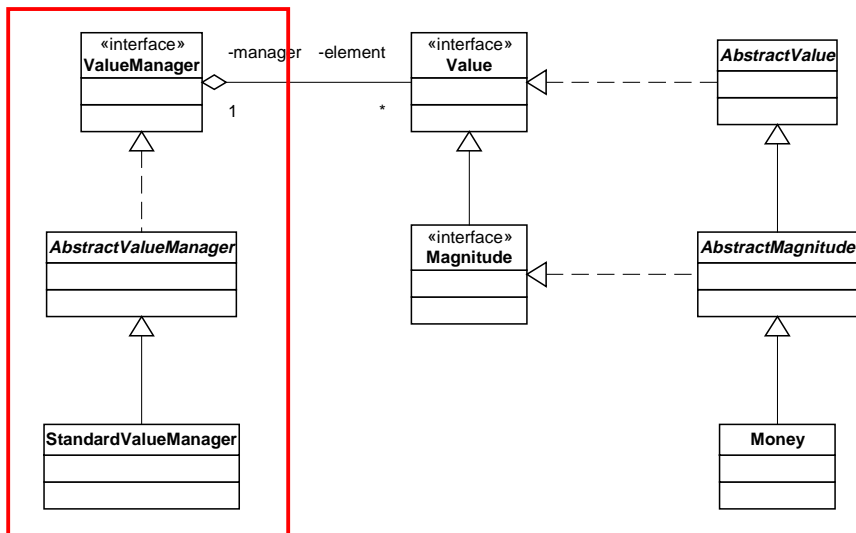 «interface»
ValueManager
-manager
-element
1
*
«interface»
Value
AbstractValue
AbstractValueManager
«interface»
Magnitude
AbstractMagnitude
StandardValueManager
Money